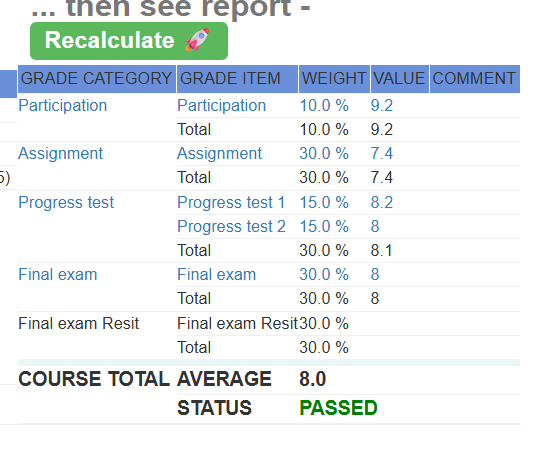 ... then see report -
Recalculate 🚀
GRADE CATEGORY GRADE ITEM WEIGHT VALUE COMMENT
Participation Participation 10.0 % 9.2
Total 10.0 % 9.2
Assignment Assignment 30.0 % 7.4
5) Total 30.0 % 7.4
Progress test Progress test 1 15.0 % 8.2
Progress test 2 15.0 % 8
Total 30.0 % 8.1
Final exam Final exam 30.0 % 8
Total 30.0 % 8
Final exam Resit Final exam Resit 30.0 %
Total 30.0 %
COURSE TOTAL AVERAGE 8.0
STATUS PASSED